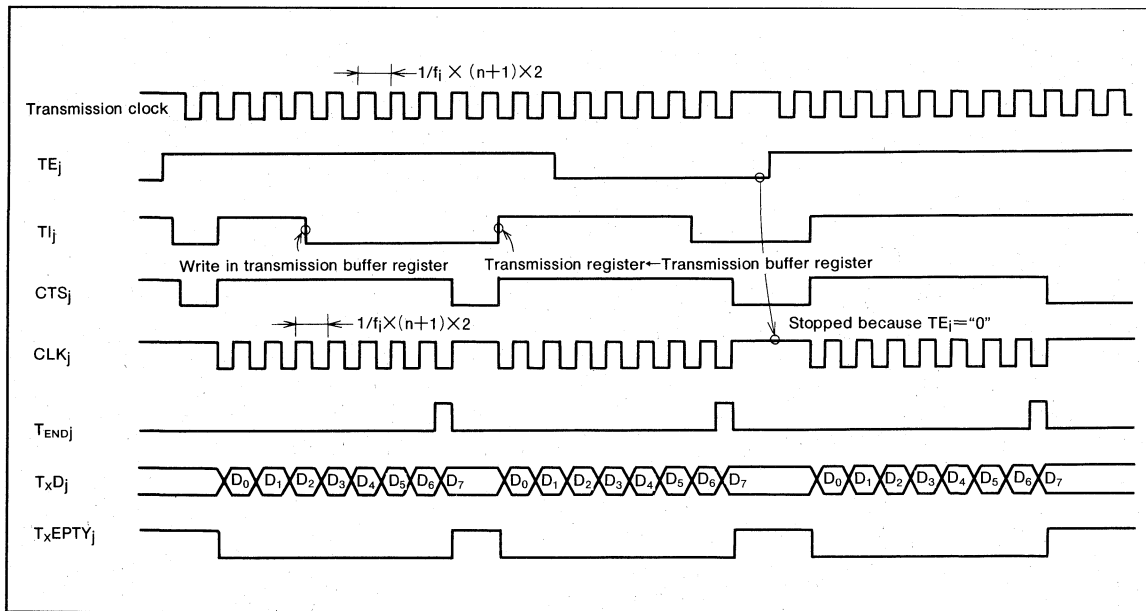 1/fi × (n+1)×2
Transmission clock
TEj
TIj
Write in transmission buffer register
Transmission register←Transmission buffer register
CTSj
1/fi×(n+1)×2
Stopped because TEi="0"
CLKj
TENDj
TxDj
D0 D1 D2 D3 D4 D5 D6 D7 D0 D1 D2 D3 D4 D5 D6 D7 D0 D1 D2 D3 D4 D5 D6 D7
TxEPTYj